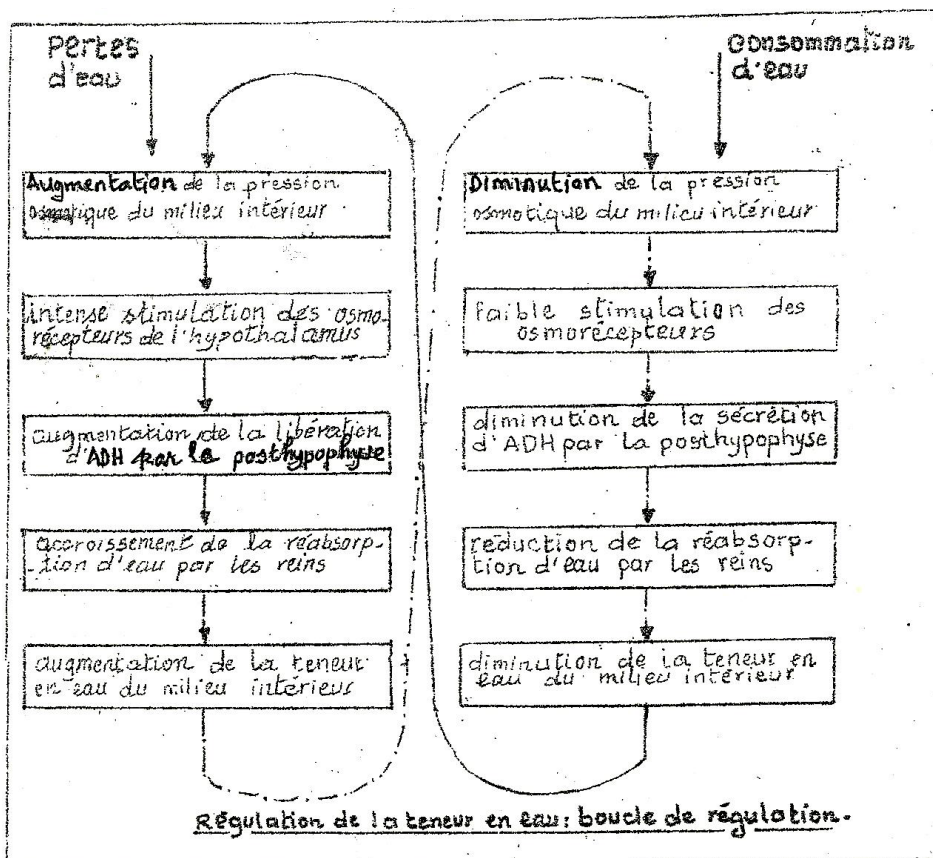 Pertes
d'eau
Consommation
d'eau
Augmentation de la pression
osmotique du milieu intérieur
intense stimulation des osmo-
récepteurs de l'hypothalamus
augmentation de la libération
d'ADH par la posthypophyse
accroissement de la réabsorp-
-tion d'eau par les reins
augmentation de la teneur
en eau du milieu intérieur
Diminution de la pression
osmotique du milieu intérieur
faible stimulation des
osmorécepteurs
diminution de la sécrétion
d'ADH par la posthypophyse
réduction de la réabsorp-
tion d'eau par les reins
diminution de la teneur en
eau du milieu intérieur
Régulation de la teneur en eau: boucle de régulation.